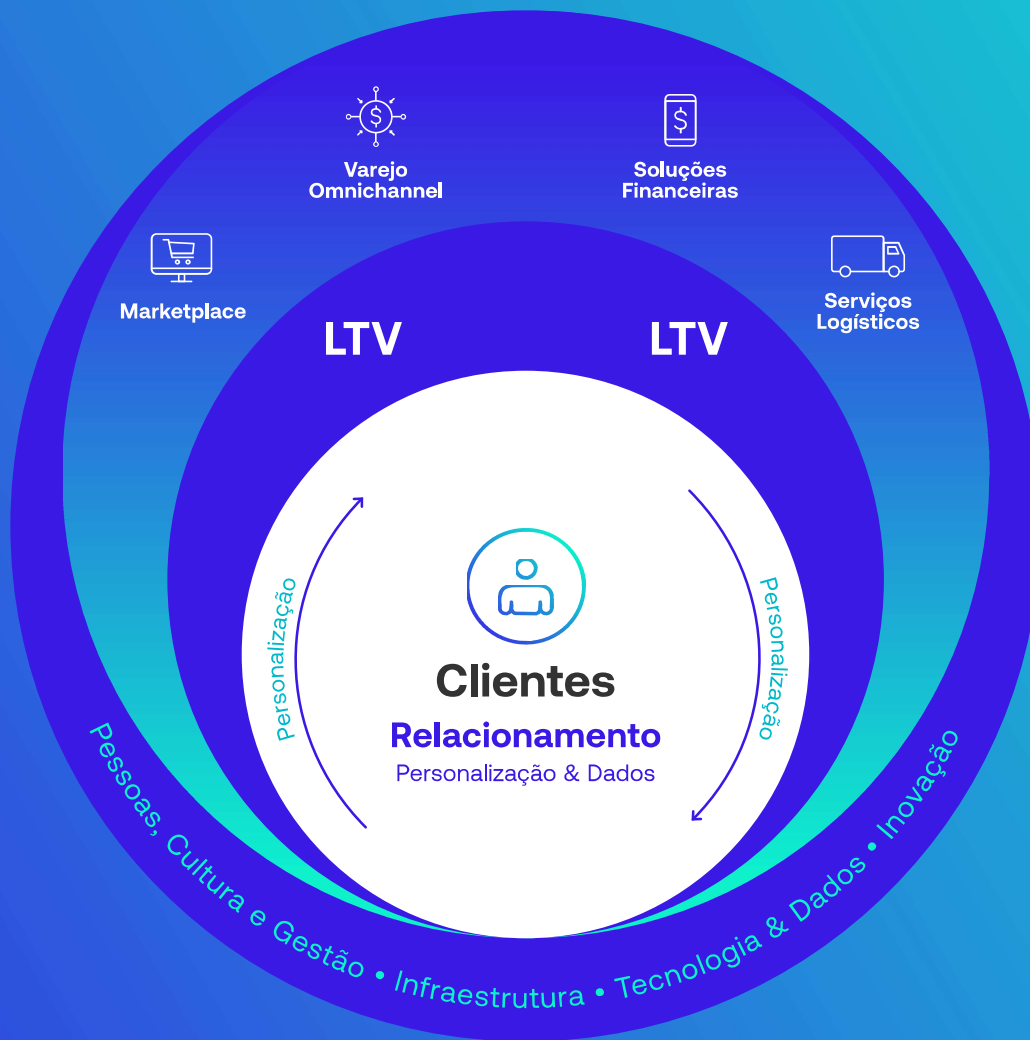 $
Varejo
Omnichannel
$
Soluções
Financeiras
Marketplace
Serviços
Logísticos
LTV
LTV
Personalização
Personalização
Clientes
Relacionamento
Personalização & Dados
Pessoas, Cultura e Gestão • Infraestrutura • Tecnologia & Dados • Inovação